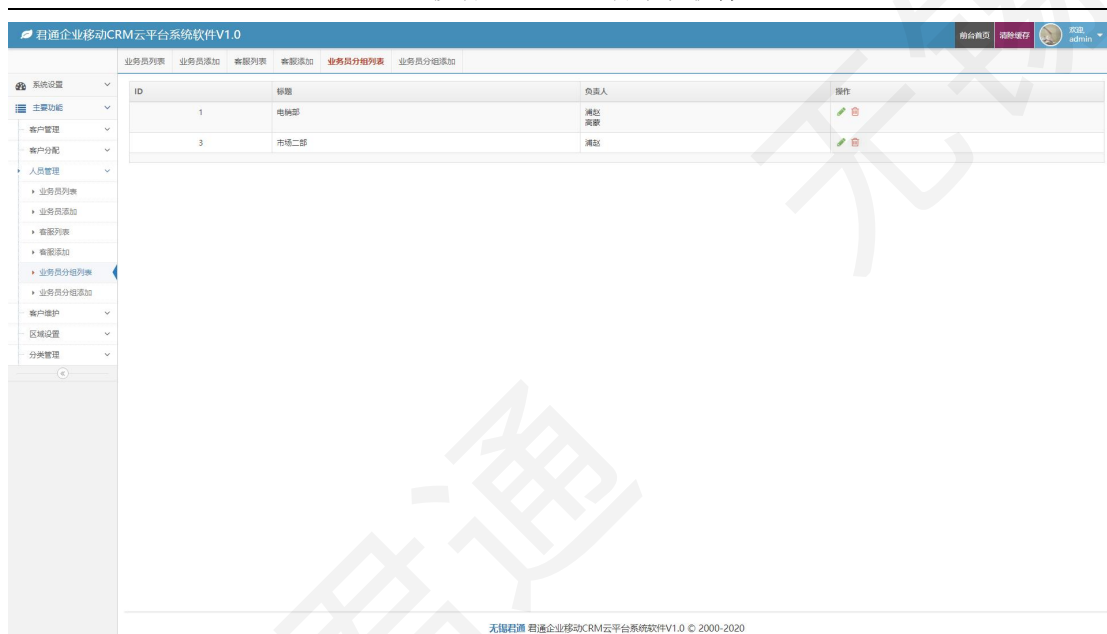 君通企业移动CRM云平台系统软件V1.0
前台首页 清除缓存 欢迎, admin
业务员列表 业务员添加 客服列表 客服添加 业务员分组列表 业务员分组添加
系统设置
主要功能
客户管理
客户分配
人员管理
业务员列表
业务员添加
客服列表
客服添加
业务员分组列表
业务员分组添加
客户维护
区域设置
分类管理
ID 标题 负责人 操作
1 电销部 浦赵
高蒙
3 市场二部 浦赵
无锡
君通
无锡君通 君通企业移动CRM云平台系统软件V1.0 © 2000-2020